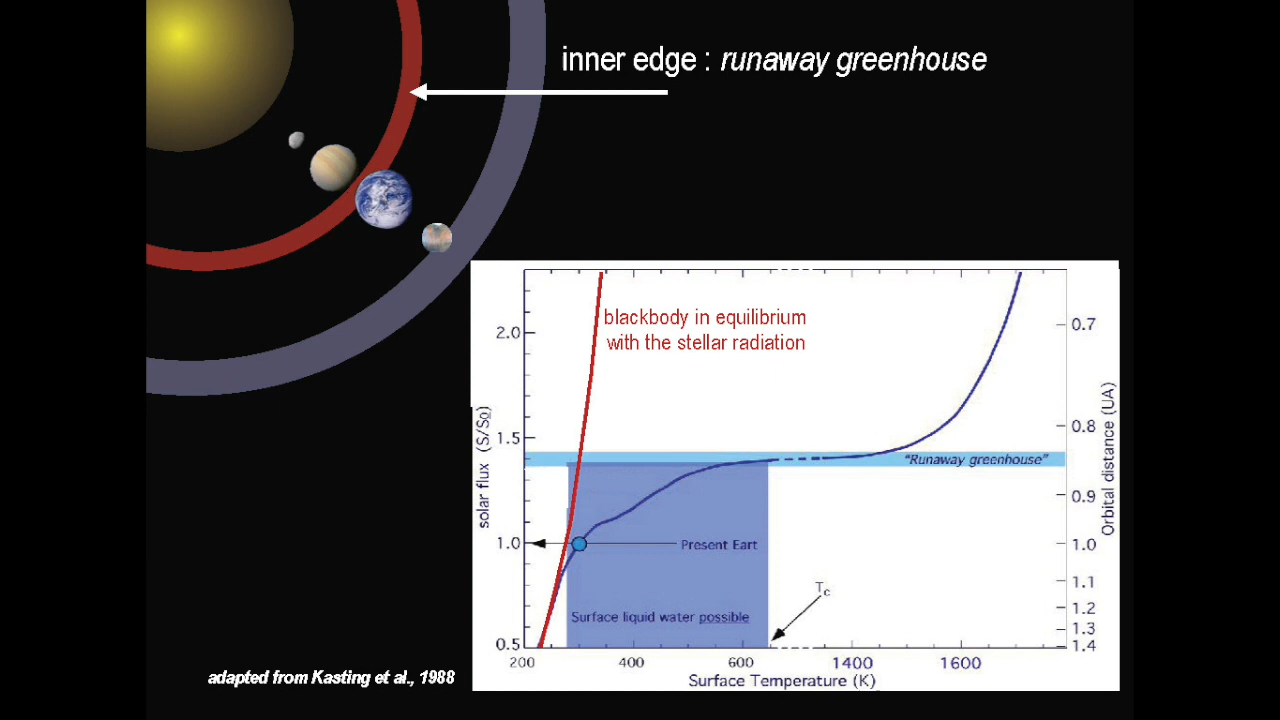 inner edge : runaway greenhouse
blackbody in equilibrium
with the stellar radiation
2.0
1.5
1.0
0.5
solar flux (S/S0)
"Runaway greenhouse"
Present Eart
Tc
Surface liquid water possible
0.7
0.8
0.9
1.0
1.1
1.2
1.3
1.4
Orbital distance (UA)
200 400 600 1400 1600
Surface Temperature (K)
adapted from Kasting et al., 1988